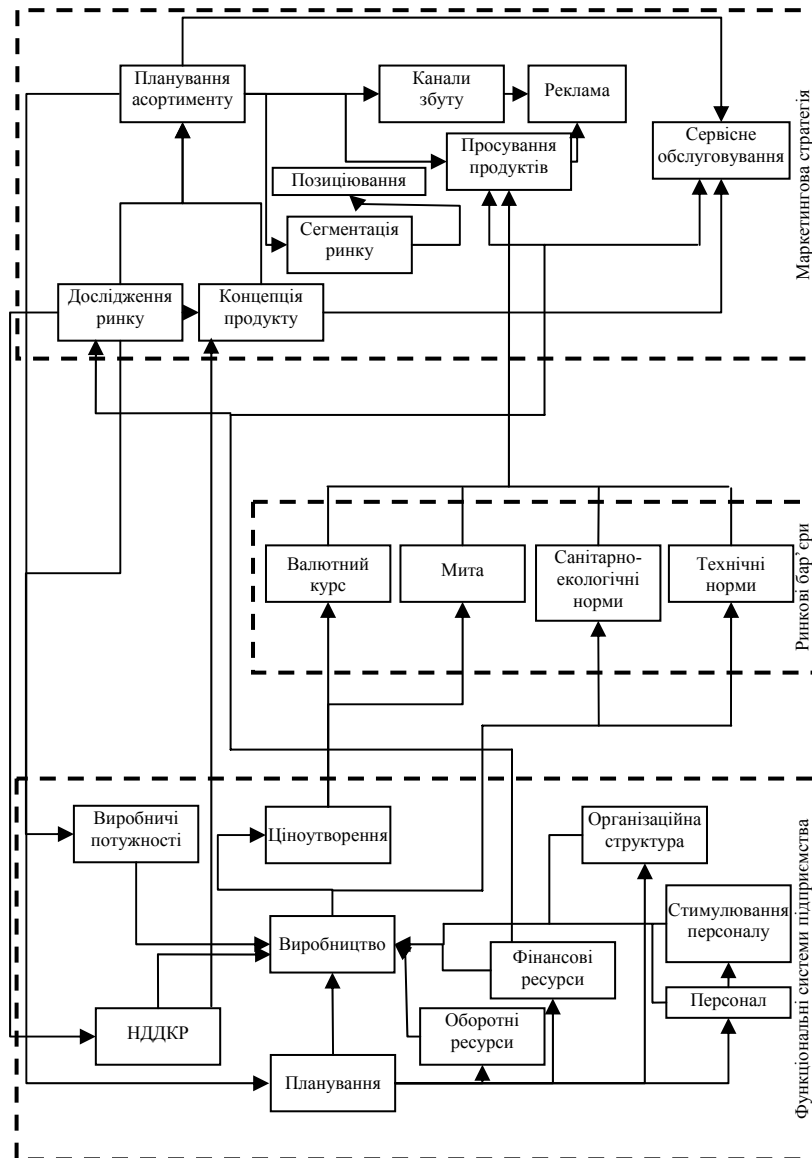 Планування
асортименту
Канали
збуту
Реклама
Просування
продуктів
Сервісне
обслуговування
Позиціювання
Сегментація
ринку
Дослідження
ринку
Концепція
продукту
Маркетингова стратегія
Валютний
курс
Мита
Санітарно-
екологічні
норми
Технічні
норми
Ринкові бар’єри
Виробничі
потужності
Ціноутворення
Організаційна
структура
Стимулювання
персоналу
Виробництво
Фінансові
ресурси
Персонал
НДДКР
Оборотні
ресурси
Планування
Функціональні системи підприємства